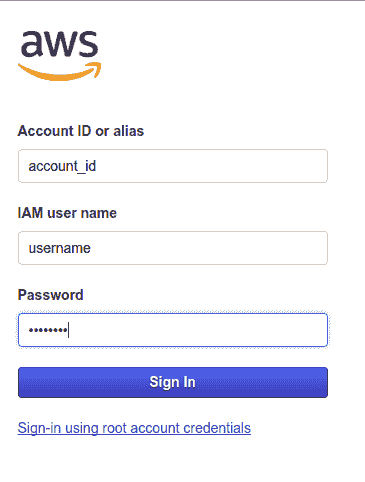 aws
Account ID or alias
account_id
IAM user name
username
Password
••••••••
Sign In
Sign-in using root account credentials